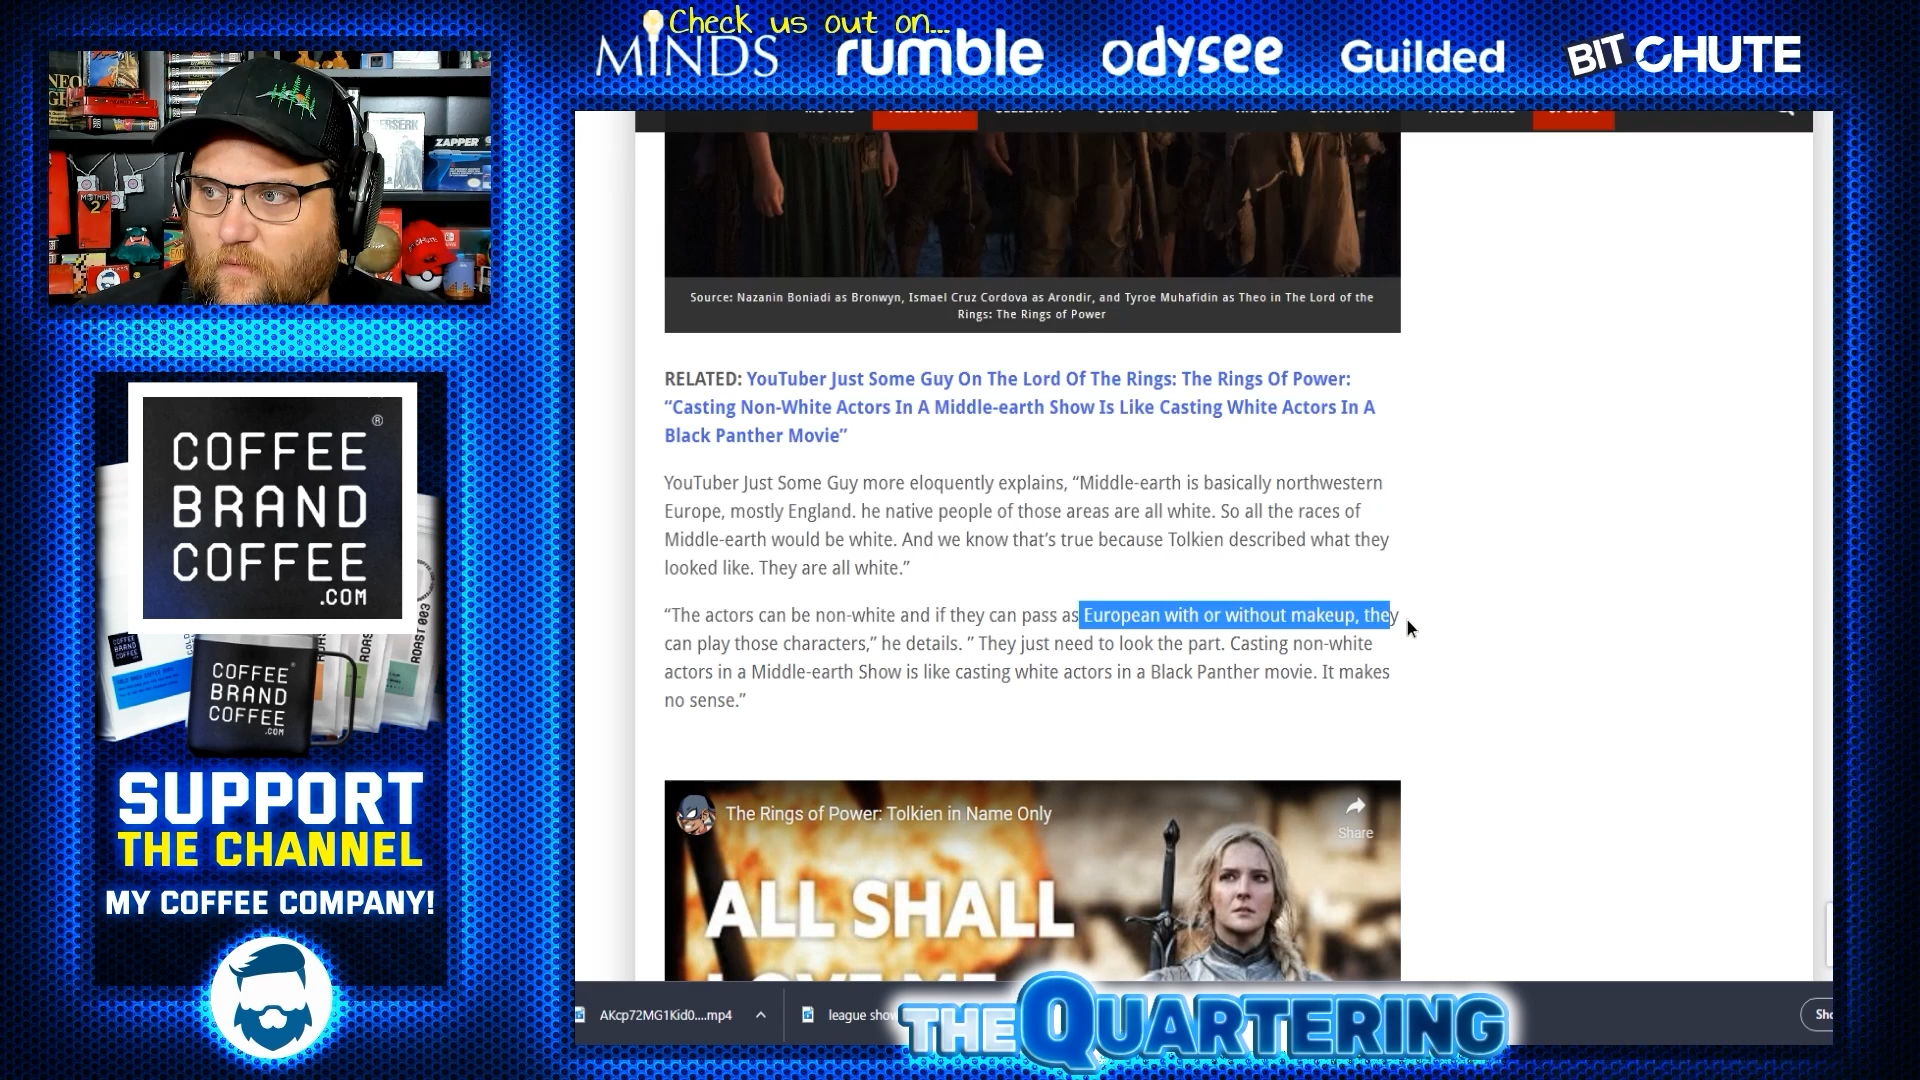 Check us out on...
MINDS
rumble
odysee
Guilded
BIT CHUTE
BERSERK
ZAPPER
MOTHER
2
COFFEE
BRAND
COFFEE
.COM
®
ROAST 003
COFFEE
BRAND
COFFEE
.COM
SUPPORT
THE CHANNEL
MY COFFEE COMPANY!
Source: Nazanin Boniadi as Bronwyn, Ismael Cruz Cordova as Arondir, and Tyroe Muhafidin as Theo in The Lord of the
Rings: The Rings of Power
RELATED: YouTuber Just Some Guy On The Lord Of The Rings: The Rings Of Power:
“Casting Non-White Actors In A Middle-earth Show Is Like Casting White Actors In A
Black Panther Movie”
YouTuber Just Some Guy more eloquently explains, “Middle-earth is basically northwestern
Europe, mostly England. he native people of those areas are all white. So all the races of
Middle-earth would be white. And we know that’s true because Tolkien described what they
looked like. They are all white.”
“The actors can be non-white and if they can pass as European with or without makeup, they
can play those characters,” he details. ” They just need to look the part. Casting non-white
actors in a Middle-earth Show is like casting white actors in a Black Panther movie. It makes
no sense.”
The Rings of Power: Tolkien in Name Only
Share
ALL SHALL
LOVE ME
AKcp72MG1Kid0....mp4
league show
Sho
THE QUARTERING